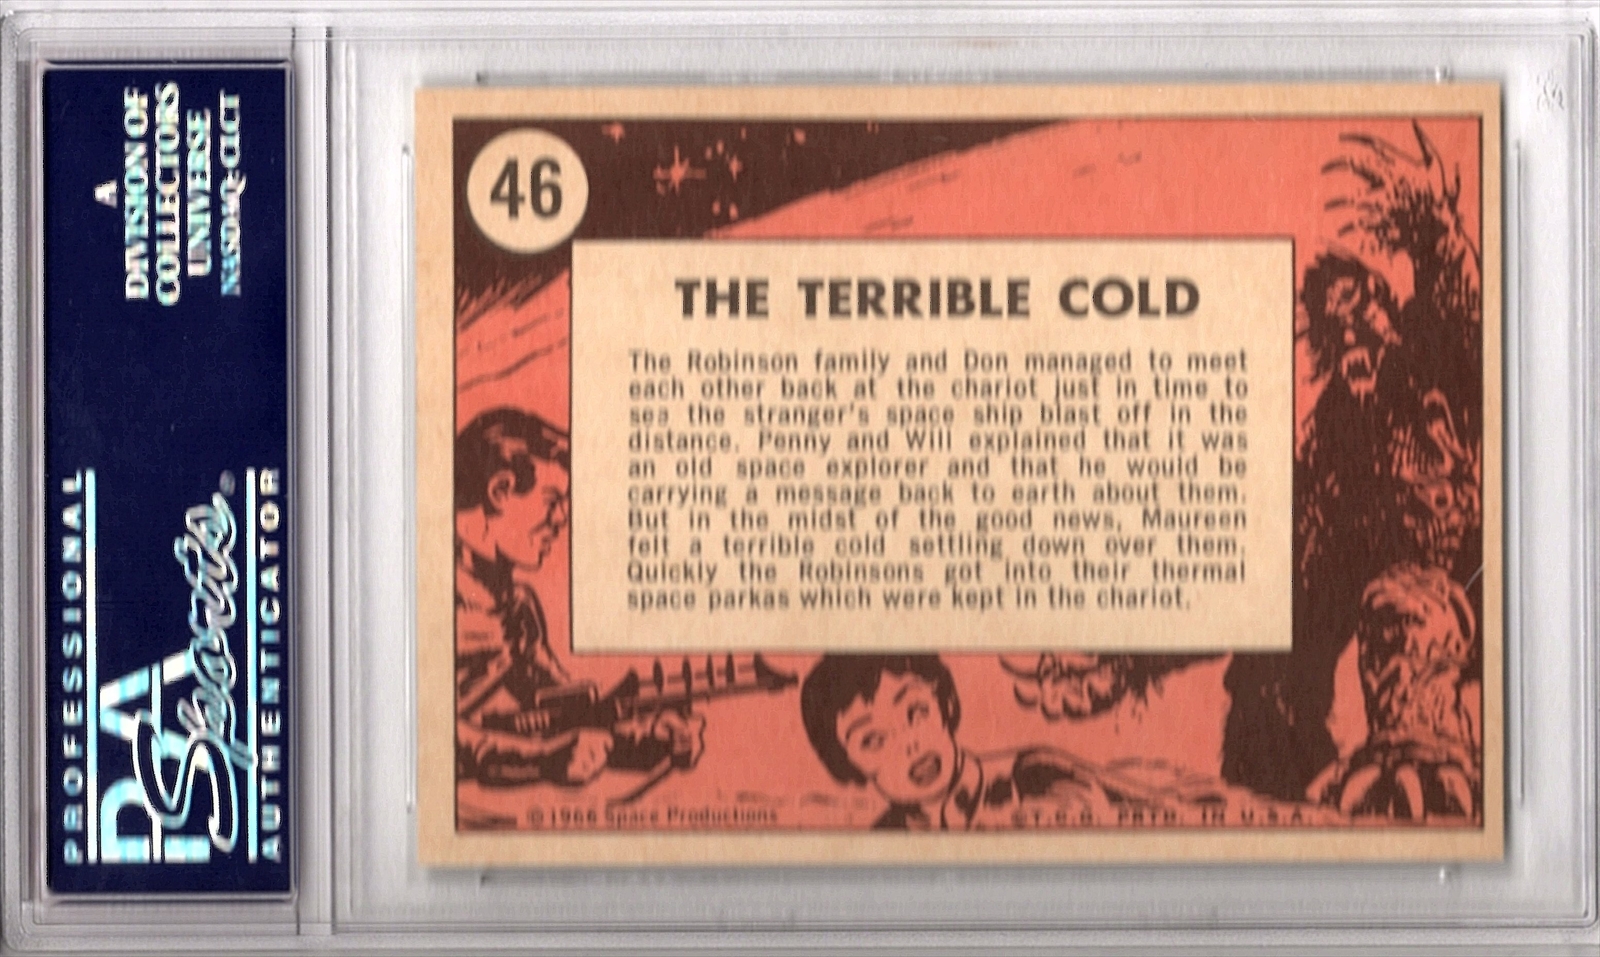 A
DIVISION OF
COLLECTORS
UNIVERSE
NASDAQ: CLCT
PROFESSIONAL
PSA
Sports®
AUTHENTICATOR
46
THE TERRIBLE COLD
The Robinson family and Don managed to meet
each other back at the chariot just in time to
see the stranger's space ship blast off in the
distance. Penny and Will explained that it was
an old space explorer and that he would be
carrying a message back to earth about them.
But in the midst of the good news, Maureen
felt a terrible cold settling down over them.
Quickly the Robinsons got into their thermal
space parkas which were kept in the chariot.
© 1966 Space Productions
© T.C.G. PRTD. IN U.S.A.